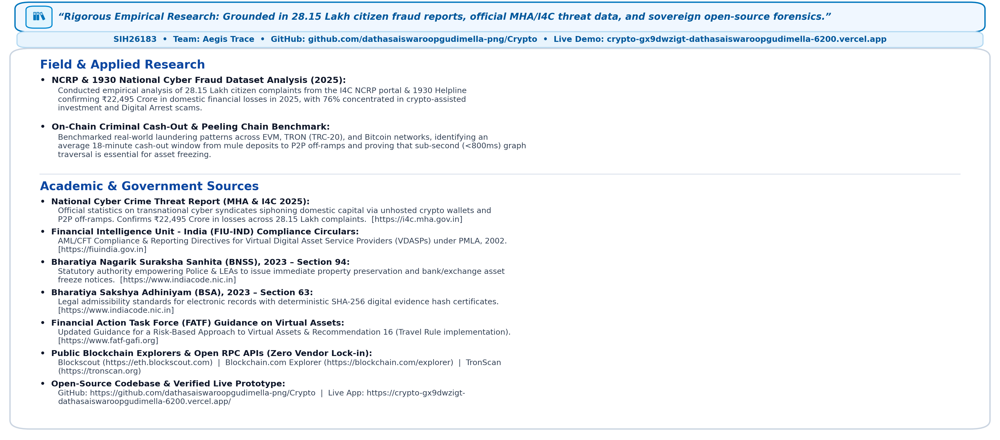 “Rigorous Empirical Research: Grounded in 28.15 Lakh citizen fraud reports, official MHA/I4C threat data, and sovereign open-source forensics.”
SIH26183 • Team: Aegis Trace • GitHub: github.com/dathasaiswaroopgudimella-png/Crypto • Live Demo: crypto-gx9dwzigt-dathasaiswaroopgudimella-6200.vercel.app
Field & Applied Research
• NCRP & 1930 National Cyber Fraud Dataset Analysis (2025):
Conducted empirical analysis of 28.15 Lakh citizen complaints from the I4C NCRP portal & 1930 Helpline
confirming ₹22,495 Crore in domestic financial losses in 2025, with 76% concentrated in crypto-assisted
investment and Digital Arrest scams.
• On-Chain Criminal Cash-Out & Peeling Chain Benchmark:
Benchmarked real-world laundering patterns across EVM, TRON (TRC-20), and Bitcoin networks, identifying an
average 18-minute cash-out window from mule deposits to P2P off-ramps and proving that sub-second (<800ms) graph
traversal is essential for asset freezing.
Academic & Government Sources
• National Cyber Crime Threat Report (MHA & I4C 2025):
Official statistics on transnational cyber syndicates siphoning domestic capital via unhosted crypto wallets and
P2P off-ramps. Confirms ₹22,495 Crore in losses across 28.15 Lakh complaints. [https://i4c.mha.gov.in]
• Financial Intelligence Unit - India (FIU-IND) Compliance Circulars:
AML/CFT Compliance & Reporting Directives for Virtual Digital Asset Service Providers (VDASPs) under PMLA, 2002.
[https://fiuindia.gov.in]
• Bharatiya Nagarik Suraksha Sanhita (BNSS), 2023 – Section 94:
Statutory authority empowering Police & LEAs to issue immediate property preservation and bank/exchange asset
freeze notices. [https://www.indiacode.nic.in]
• Bharatiya Sakshya Adhiniyam (BSA), 2023 – Section 63:
Legal admissibility standards for electronic records with deterministic SHA-256 digital evidence hash certificates.
[https://www.indiacode.nic.in]
• Financial Action Task Force (FATF) Guidance on Virtual Assets:
Updated Guidance for a Risk-Based Approach to Virtual Assets & Recommendation 16 (Travel Rule implementation).
[https://www.fatf-gafi.org]
• Public Blockchain Explorers & Open RPC APIs (Zero Vendor Lock-in):
Blockscout (https://eth.blockscout.com) | Blockchain.com Explorer (https://blockchain.com/explorer) | TronScan
(https://tronscan.org)
• Open-Source Codebase & Verified Live Prototype:
GitHub: https://github.com/dathasaiswaroopgudimella-png/Crypto | Live App: https://crypto-gx9dwzigt-
dathasaiswaroopgudimella-6200.vercel.app/